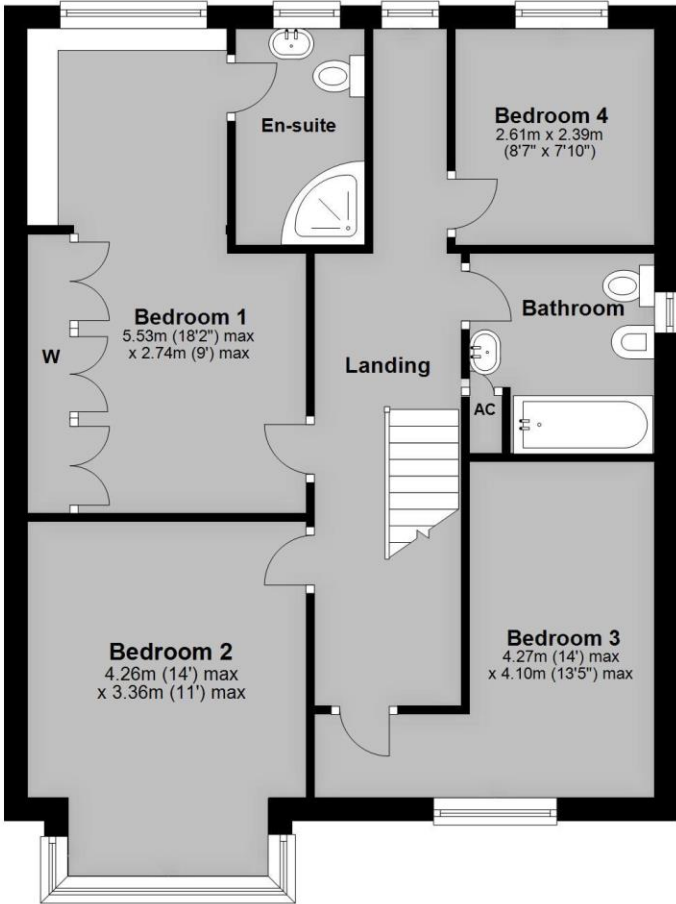 En-suite
Bedroom 4
2.61m x 2.39m
(8'7" x 7'10")
Bedroom 1
5.53m (18'2") max
x 2.74m (9') max
W
Bathroom
Landing
AC
Bedroom 2
4.26m (14') max
x 3.36m (11') max
Bedroom 3
4.27m (14') max
x 4.10m (13'5") max